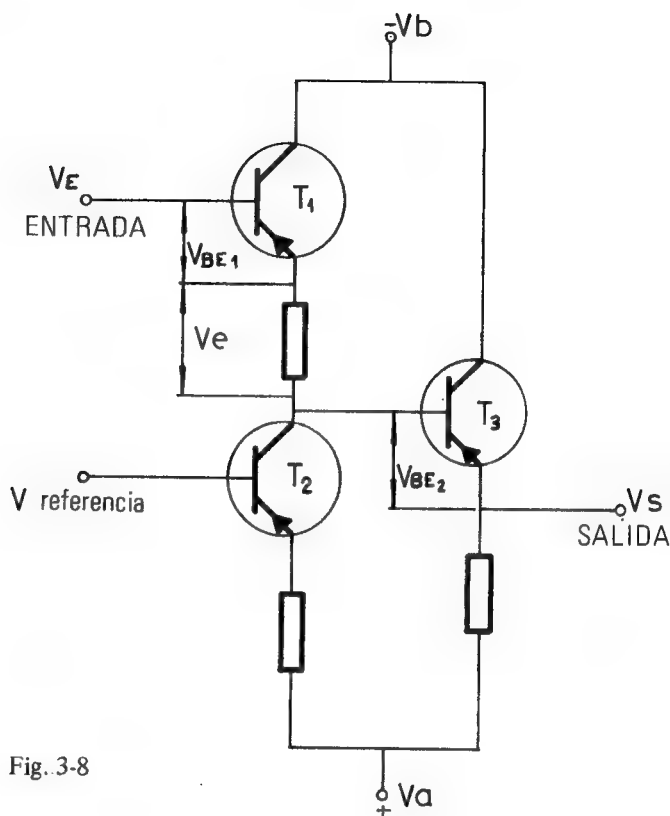 -Vb
VE
ENTRADA
T1
VBE1
Ve
T3
T2
VBE2
V referencia
Vs
SALIDA
Fig. 3-8
+ Va